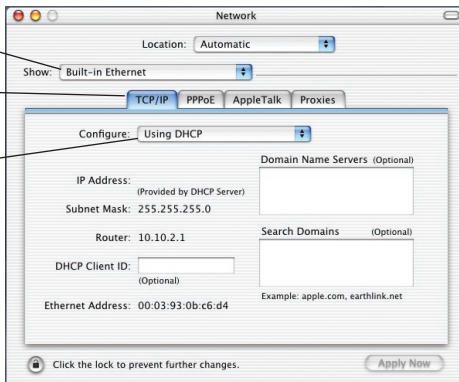 Network
Location: Automatic
Show: Built-in Ethernet
TCP/IP PPPoE AppleTalk Proxies
Configure: Using DHCP
Domain Name Servers (Optional)
IP Address:
(Provided by DHCP Server)
Subnet Mask: 255.255.255.0
Router: 10.10.2.1
Search Domains (Optional)
DHCP Client ID:
(Optional)
Example: apple.com, earthlink.net
Ethernet Address: 00:03:93:0b:c6:d4
Click the lock to prevent further changes.
Apply Now